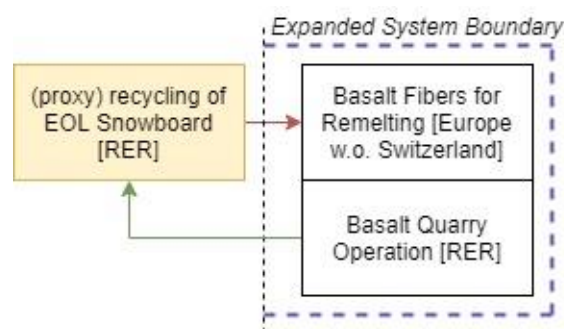 Expanded System Boundary
(proxy) recycling of
EOL Snowboard
[RER]
Basalt Fibers for
Remelting [Europe
w.o. Switzerland]
Basalt Quarry
Operation [RER]